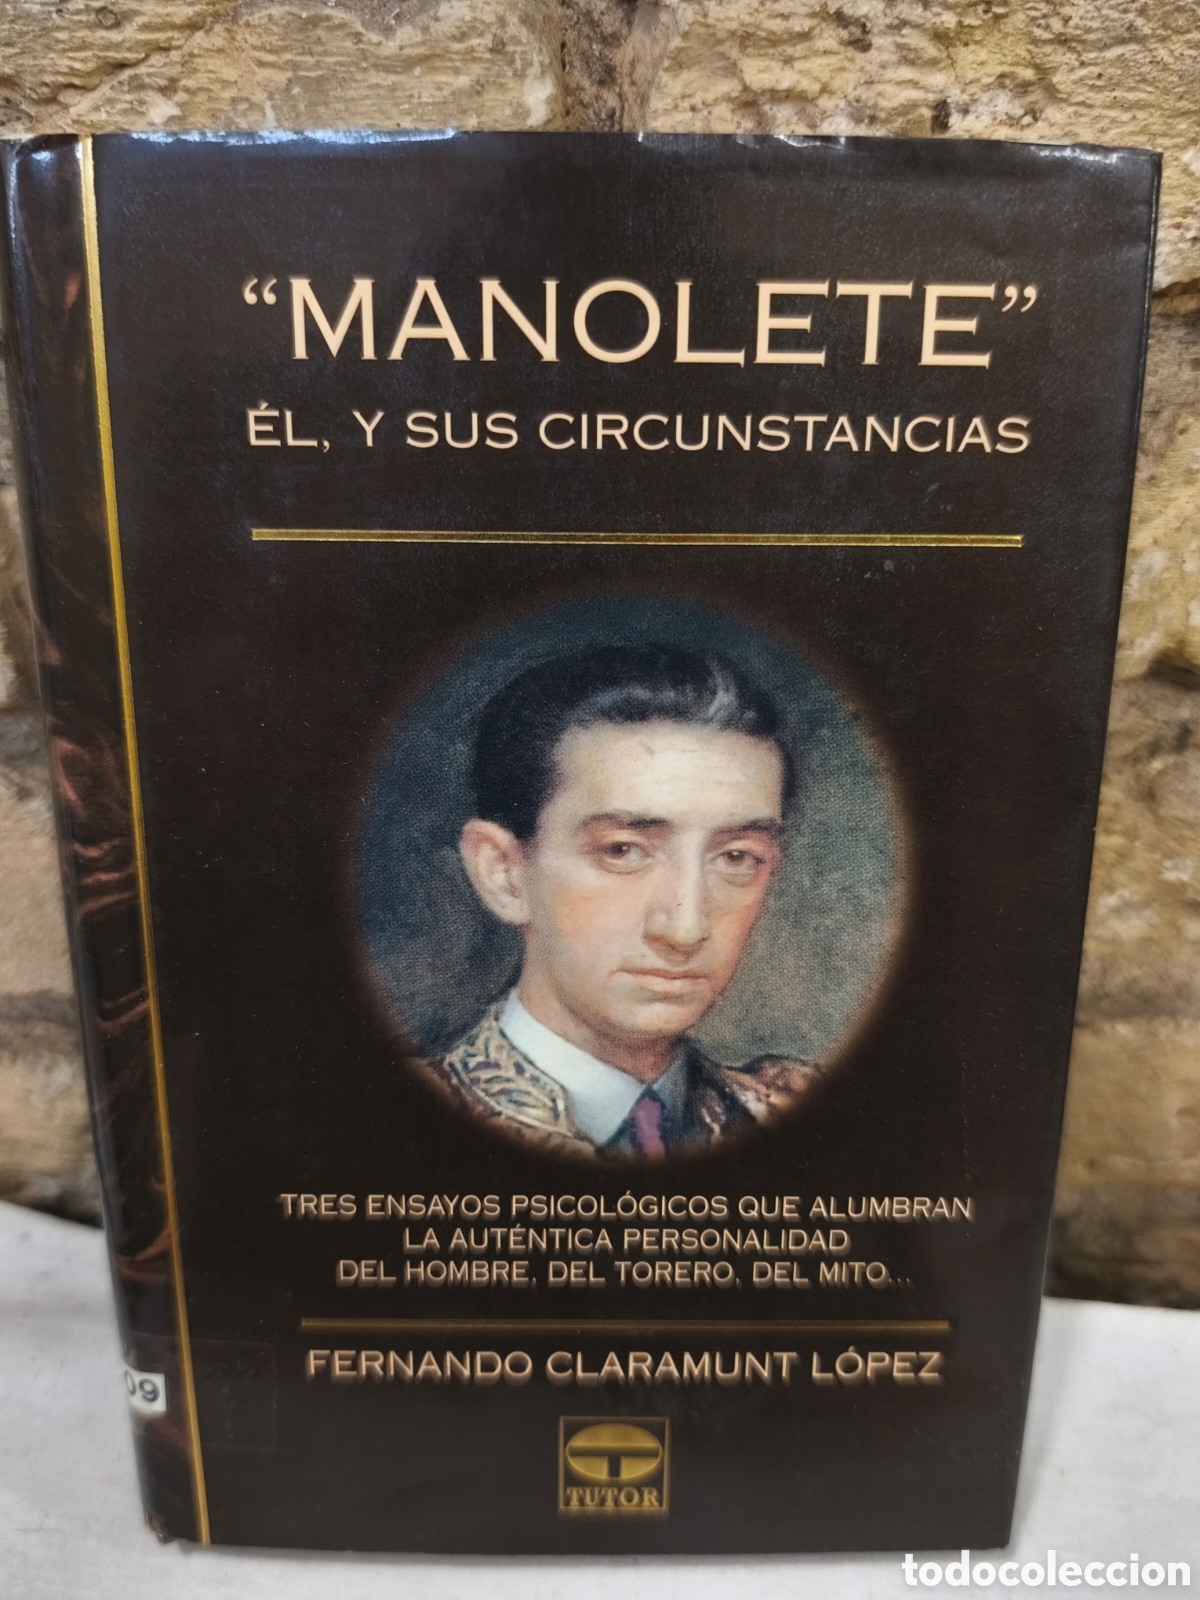 “MANOLETE”
ÉL, Y SUS CIRCUNSTANCIAS
TRES ENSAYOS PSICOLÓGICOS QUE ALUMBRAN
LA AUTÉNTICA PERSONALIDAD
DEL HOMBRE, DEL TORERO, DEL MITO...
FERNANDO CLARAMUNT LÓPEZ
09
TUTOR
todocoleccion